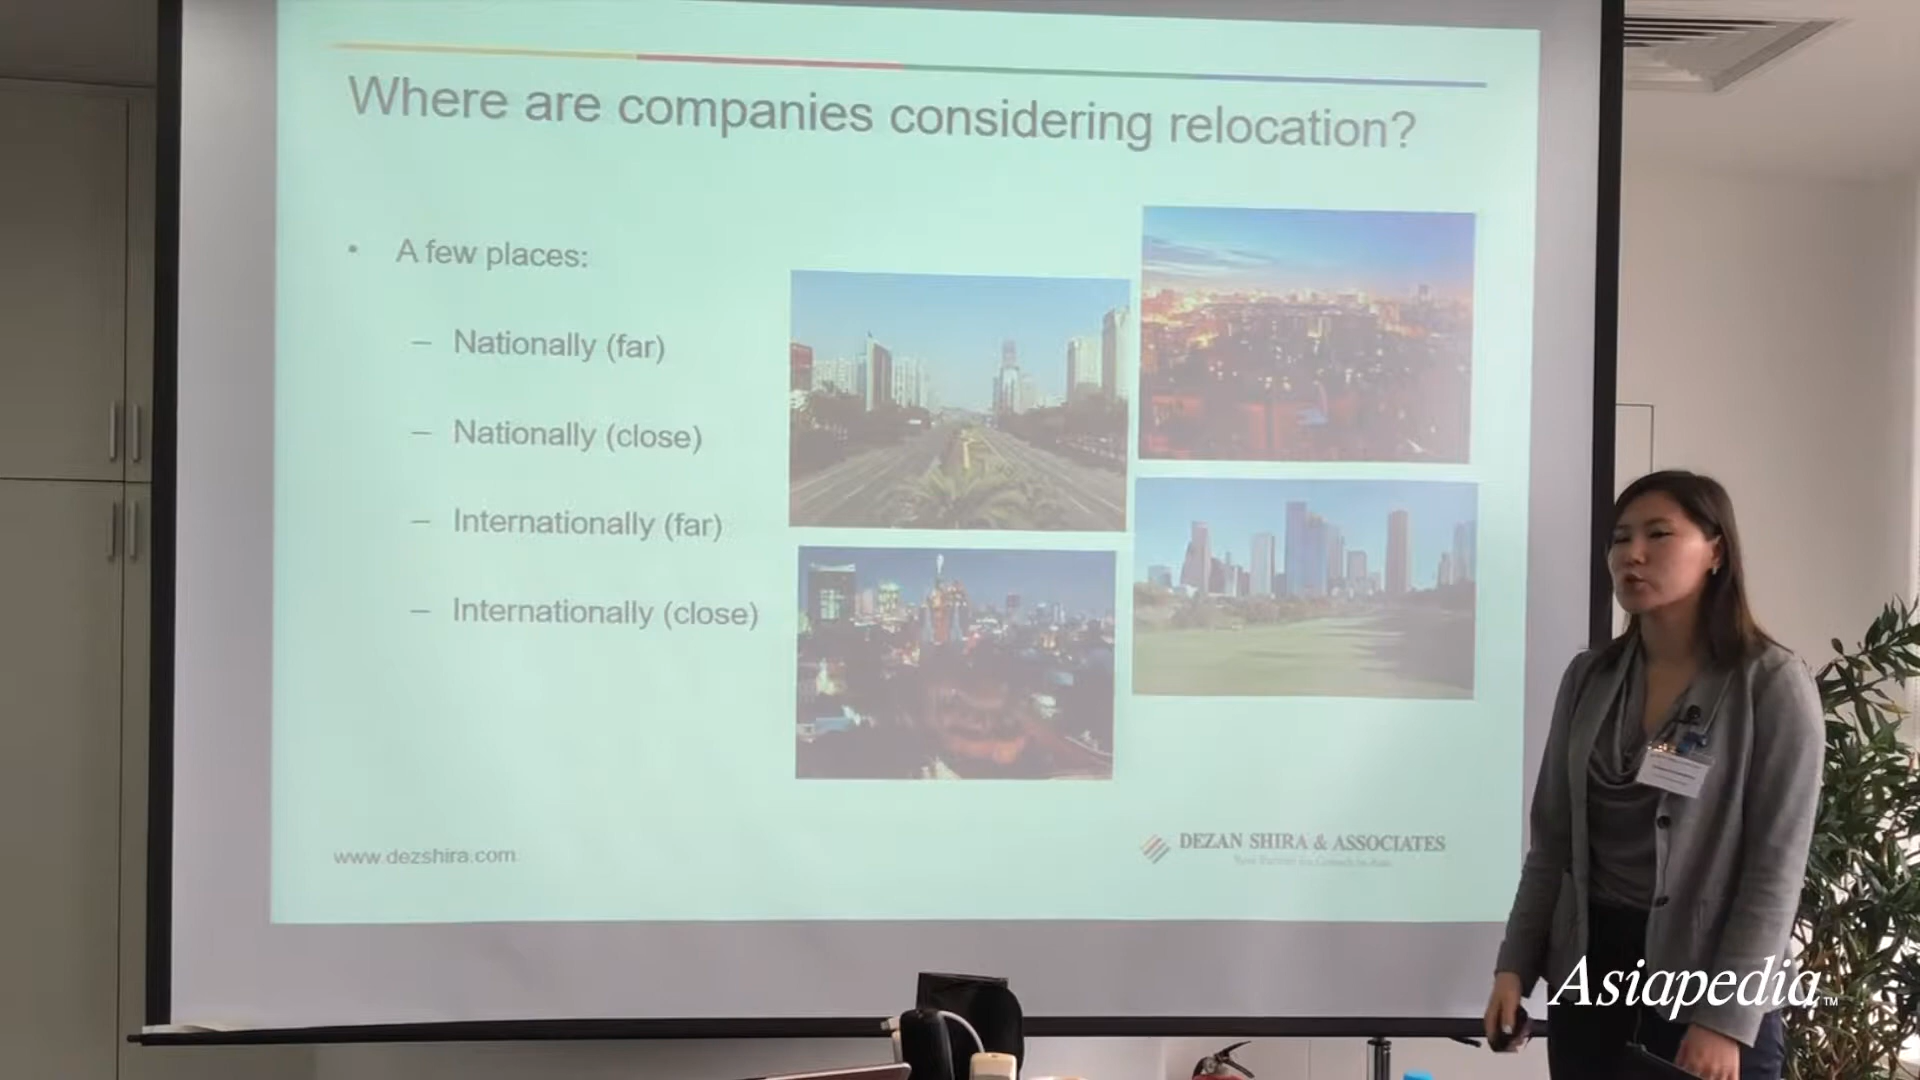 Where are companies considering relocation?
• A few places:
– Nationally (far)
– Nationally (close)
– Internationally (far)
– Internationally (close)
www.dezshira.com
DEZAN SHIRA & ASSOCIATES
Asiapedia™